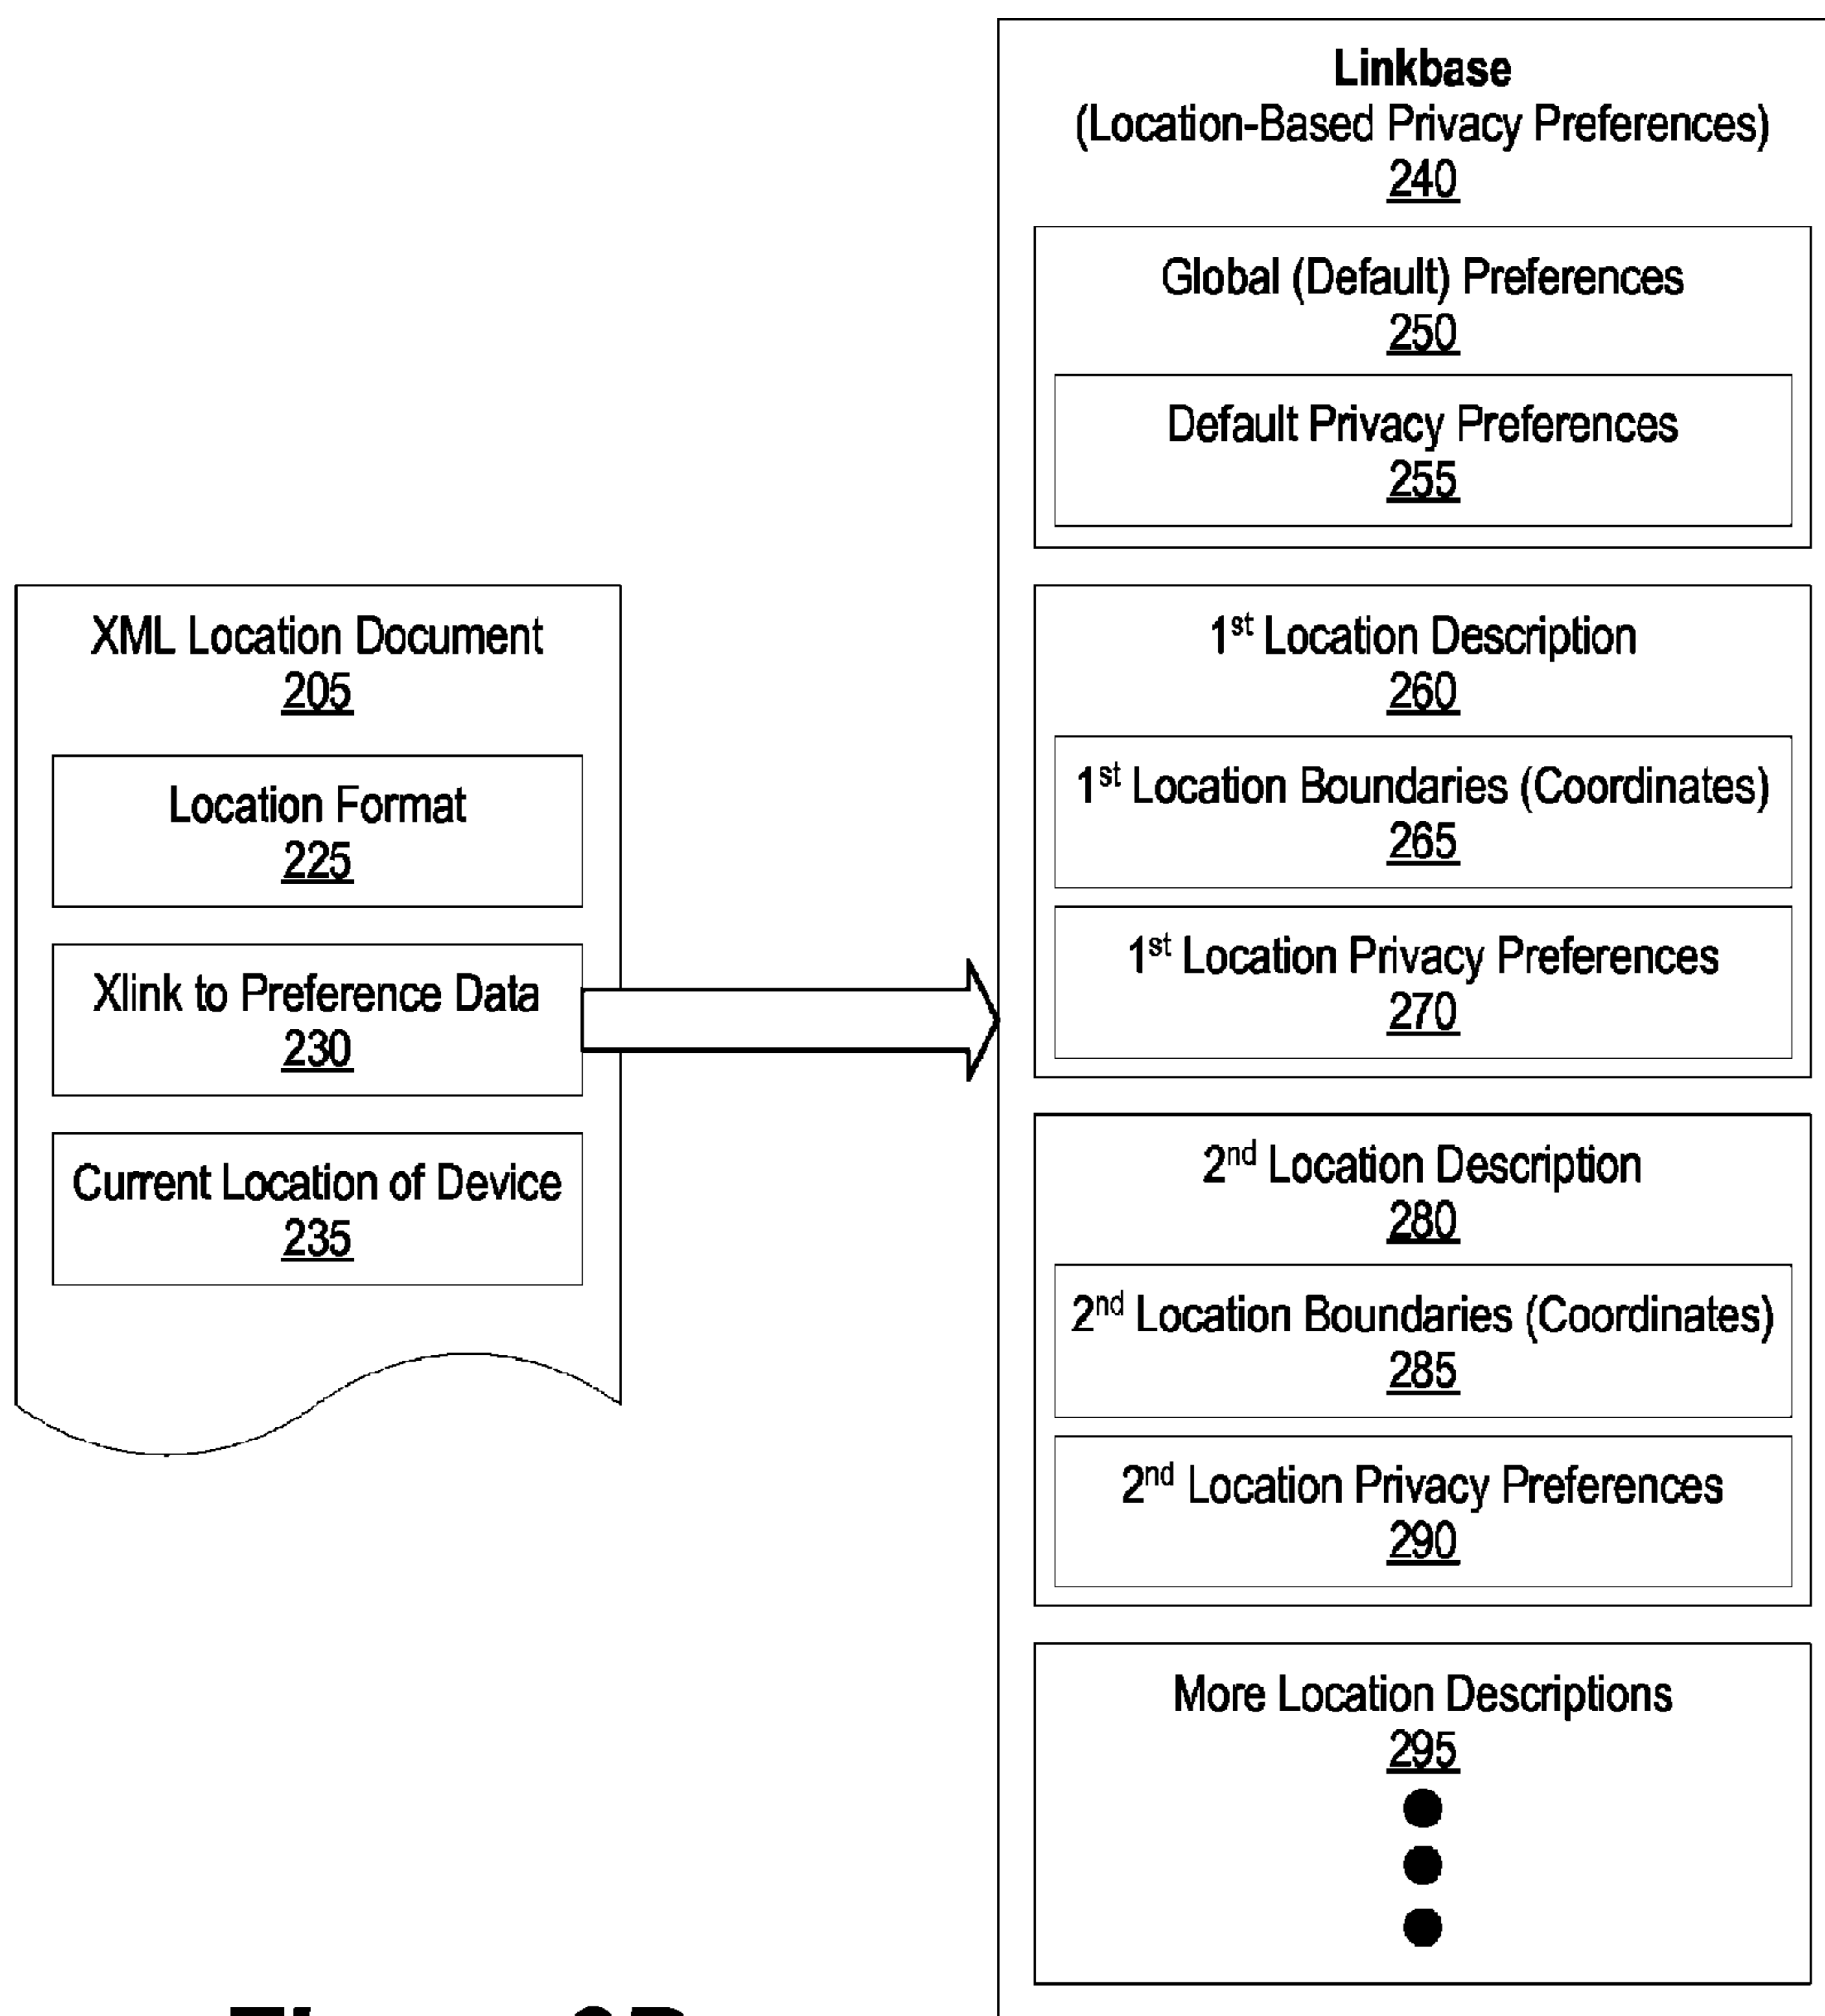 XML Location Document
205
Location Format
225
Xlink to Preference Data
230
Current Location of Device
235
Linkbase
(Location-Based Privacy Preferences)
240
Global (Default) Preferences
250
Default Privacy Preferences
255
1st Location Description
260
1st Location Boundaries (Coordinates)
265
1st Location Privacy Preferences
270
2nd Location Description
280
2nd Location Boundaries (Coordinates)
285
2nd Location Privacy Preferences
290
More Location Descriptions
295